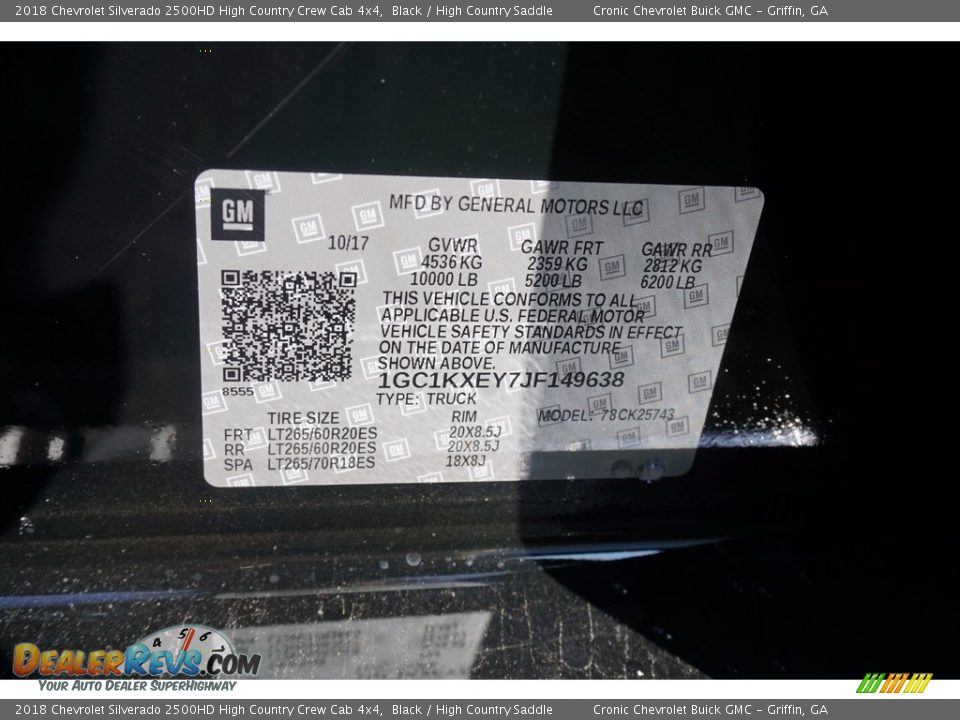 2018 Chevrolet Silverado 2500HD High Country Crew Cab 4x4, Black / High Country Saddle Cronic Chevrolet Buick GMC – Griffin, GA
GM
MFD BY GENERAL MOTORS LLC
10/17 GVWR GAWR FRT GAWR RR
4536 KG 2359 KG 2812 KG
10000 LB 5200 LB 6200 LB
THIS VEHICLE CONFORMS TO ALL
APPLICABLE U.S. FEDERAL MOTOR
VEHICLE SAFETY STANDARDS IN EFFECT
ON THE DATE OF MANUFACTURE
SHOWN ABOVE.
8555 1GC1KXEY7JF149638
TYPE: TRUCK
TIRE SIZE RIM MODEL: 78CK25743
FRT LT265/60R20ES 20X8.5J
RR LT265/60R20ES 20X8.5J
SPA LT265/70R18ES 18X8J
4 5 6
DEALERREVS.COM
YOUR AUTO DEALER SUPERHIGHWAY
2018 Chevrolet Silverado 2500HD High Country Crew Cab 4x4, Black / High Country Saddle Cronic Chevrolet Buick GMC – Griffin, GA